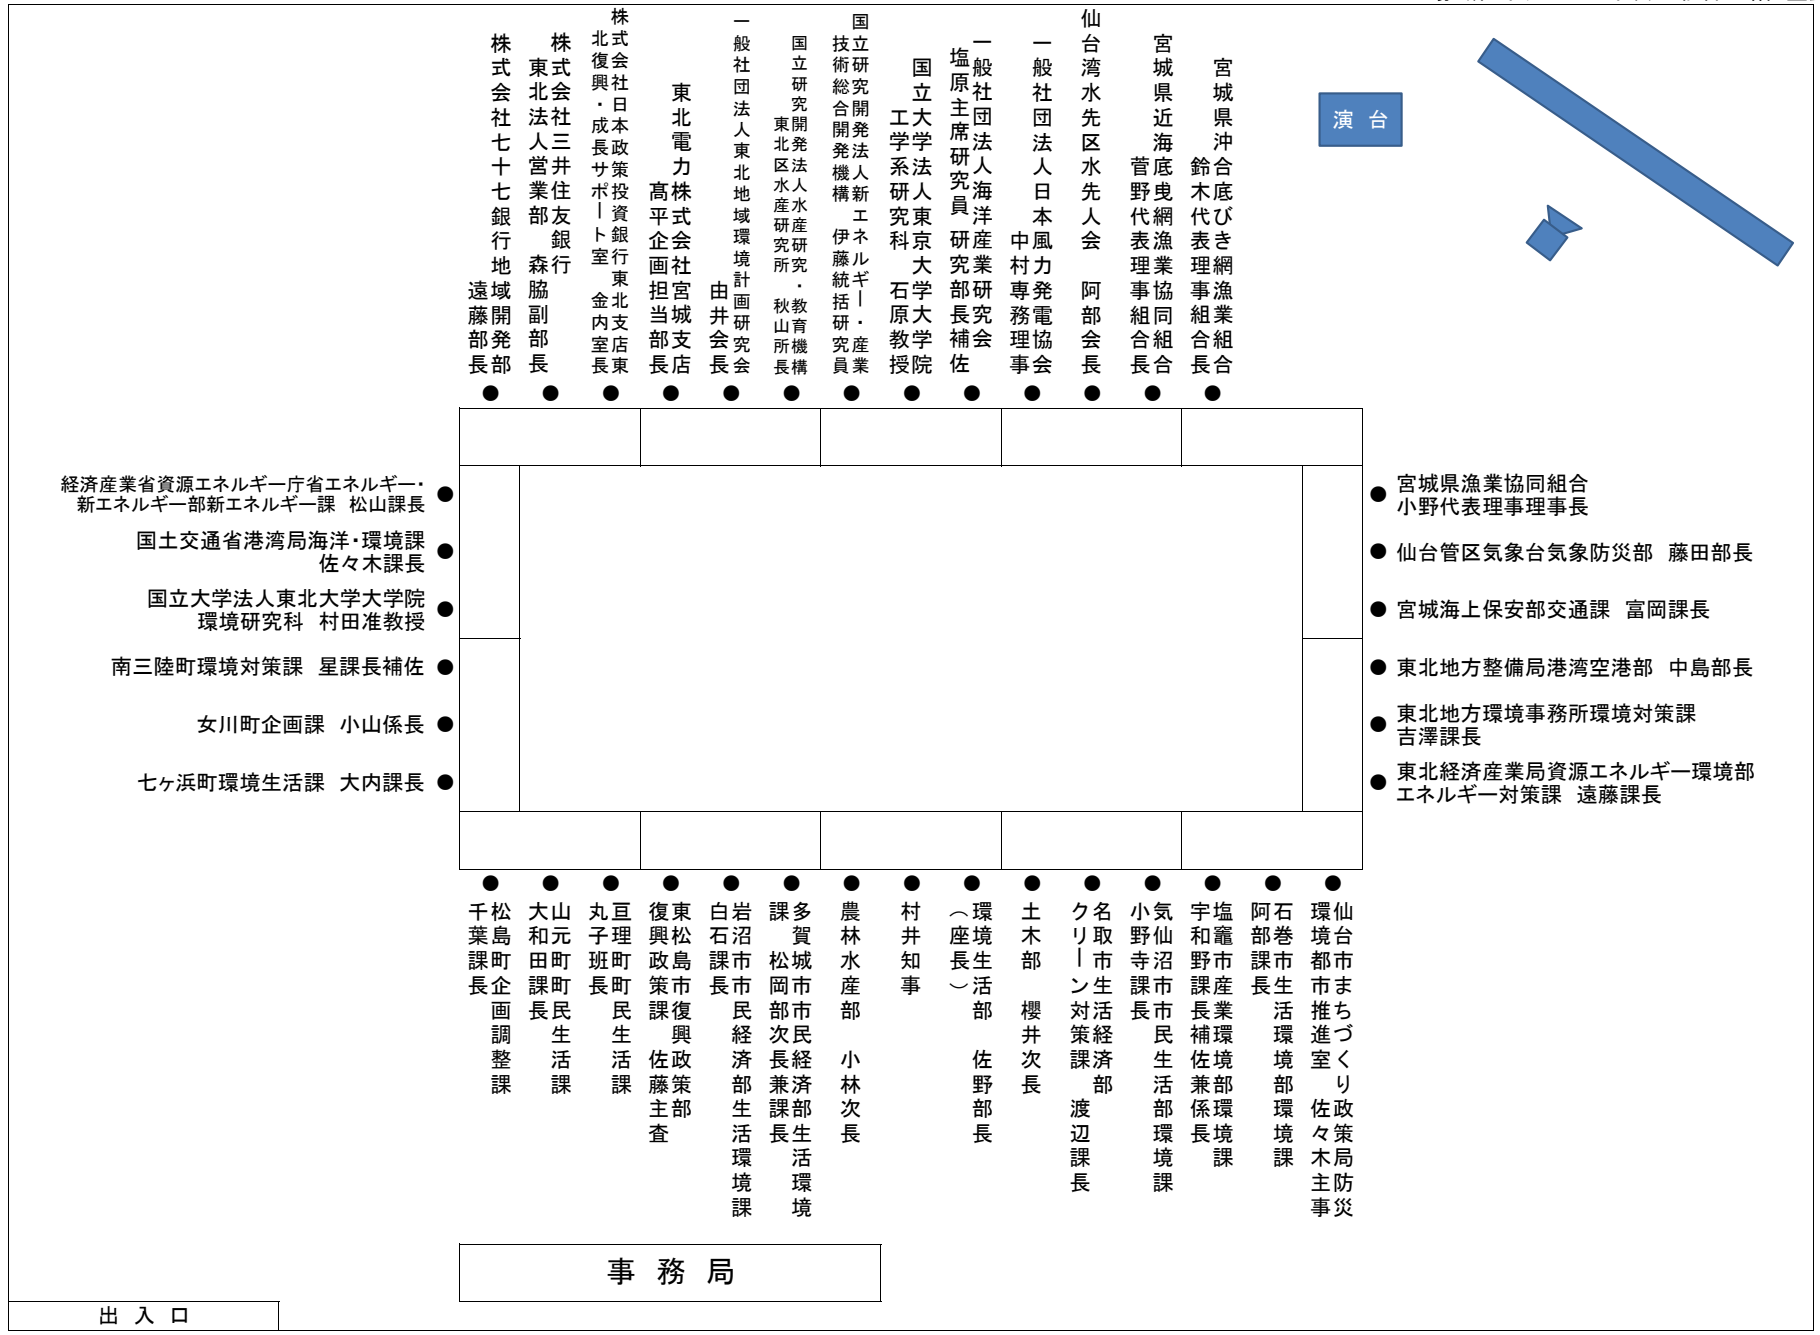 株式会社七十七銀行地域開発部
遠藤部長
株式会社三井住友銀行
東北法人営業部　森脇副部長
株式会社日本政策投資銀行東北支店東
北復興・成長サポート室　金内室長
東北電力株式会社宮城支店
髙平企画担当部長
一般社団法人東北地域環境計画研究会
由井会長
国立研究開発法人水産研究・教育機構
東北区水産研究所　秋山所長
国立研究開発法人新エネルギー・産業
技術総合開発機構　伊藤統括研究員
国立大学法人東京大学大学院
工学系研究科　石原教授
一般社団法人海洋産業研究会
塩原主席研究員　研究部長補佐
一般社団法人日本風力発電協会
中村専務理事
仙台湾水先区水先人会　阿部会長
宮城県近海底曳網漁業協同組合
菅野代表理事組合長
宮城県沖合底びき網漁業組合
鈴木代表理事組合長
演台
経済産業省資源エネルギー庁省エネルギー・
新エネルギー部新エネルギー課　松山課長
国土交通省港湾局海洋・環境課
佐々木課長
国立大学法人東北大学大学院
環境研究科　村田准教授
南三陸町環境対策課　星課長補佐
女川町企画課　小山係長
七ヶ浜町環境生活課　大内課長
宮城県漁業協同組合
小野代表理事理事長
仙台管区気象台気象防災部　藤田部長
宮城海上保安部交通課　富岡課長
東北地方整備局港湾空港部　中島部長
東北地方環境事務所環境対策課
吉澤課長
東北経済産業局資源エネルギー環境部
エネルギー対策課　遠藤課長
松島町企画調整課
千葉課長
山元町町民生活課
大和田課長
亘理町町民生活課
丸子班長
東松島市復興政策部
復興政策課　佐藤主査
岩沼市市民経済部生活環境課
白石課長
多賀城市市民経済部生活環境
課　松岡部次長兼課長
農林水産部　小林次長
村井知事
環境生活部　佐野部長
（座長）
土木部　櫻井次長
名取市生活経済部
クリーン対策課　渡辺課長
気仙沼市市民生活部環境課
小野寺課長
塩竈市産業環境部環境課
宇和野課長補佐兼係長
石巻市生活環境部環境課
阿部課長
仙台市まちづくり政策局防災
環境都市推進室　佐々木主事
事務局
出入口